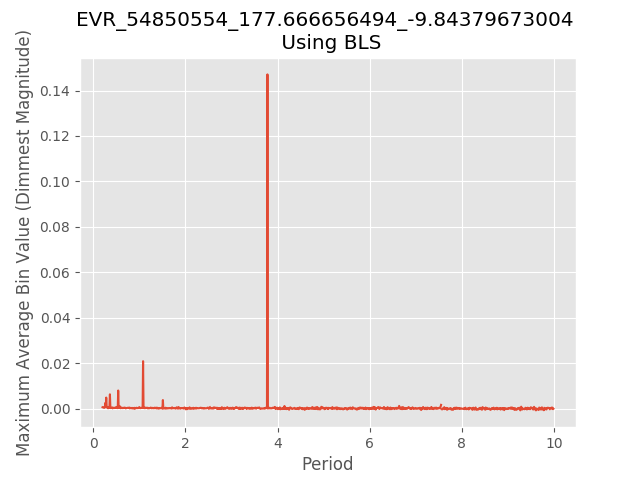 EVR_54850554_177.666656494_-9.84379673004
Using BLS
Maximum Average Bin Value (Dimmest Magnitude)
0.14
0.12
0.10
0.08
0.06
0.04
0.02
0.00
0 2 4 6 8 10
Period